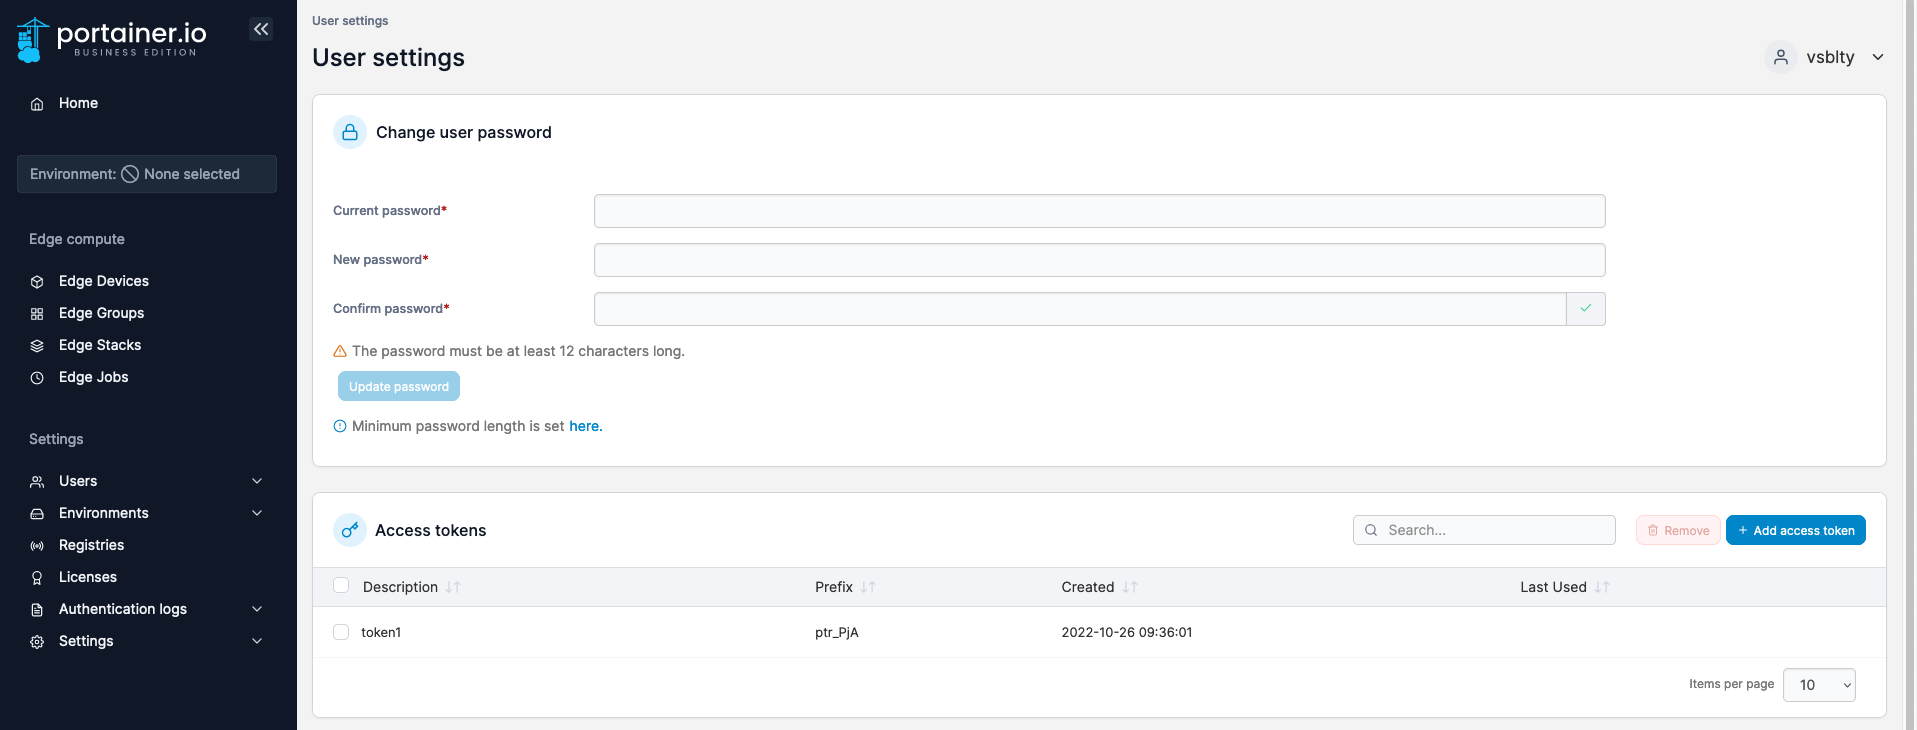 portainer.io
BUSINESS EDITION
Home
Environment: None selected
Edge compute
Edge Devices
Edge Groups
Edge Stacks
Edge Jobs
Settings
Users
Environments
Registries
Licenses
Authentication logs
Settings
User settings
User settings
vsblty
Change user password
Current password*
New password*
Confirm password*
The password must be at least 12 characters long.
Update password
Minimum password length is set here.
Access tokens
Search...
Remove
+ Add access token
Description Prefix Created Last Used
token1 ptr_PjA 2022-10-26 09:36:01
Items per page 10